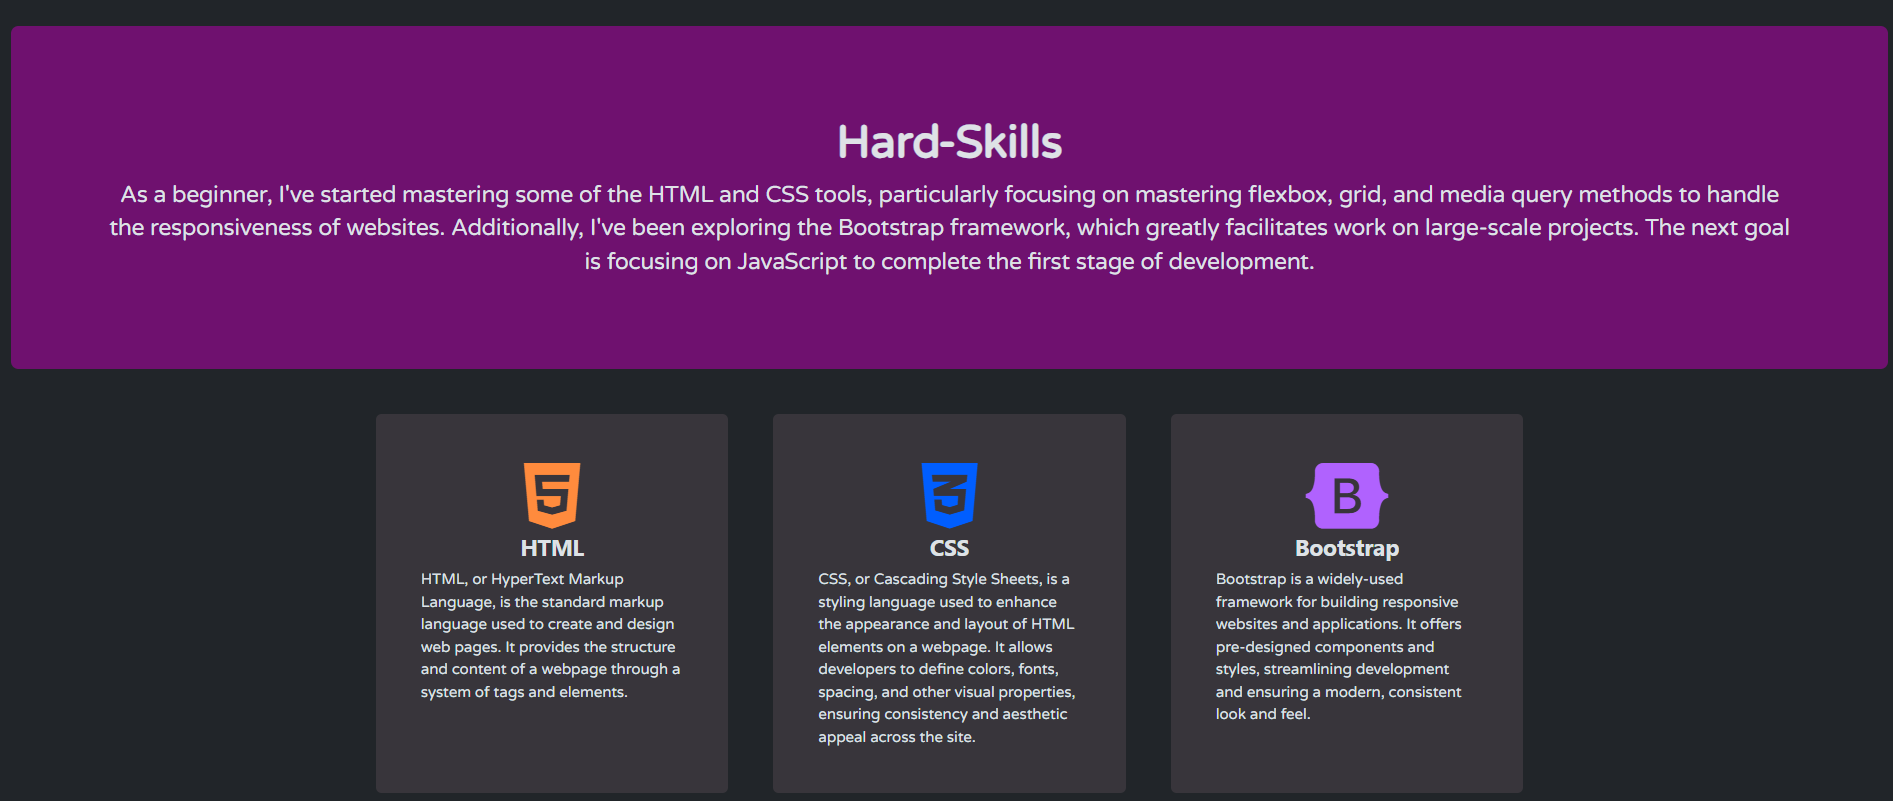 Hard-Skills
As a beginner, I've started mastering some of the HTML and CSS tools, particularly focusing on mastering flexbox, grid, and media query methods to handle
the responsiveness of websites. Additionally, I've been exploring the Bootstrap framework, which greatly facilitates work on large-scale projects. The next goal
is focusing on JavaScript to complete the first stage of development.
5
HTML
HTML, or HyperText Markup
Language, is the standard markup
language used to create and design
web pages. It provides the structure
and content of a webpage through a
system of tags and elements.
3
CSS
CSS, or Cascading Style Sheets, is a
styling language used to enhance
the appearance and layout of HTML
elements on a webpage. It allows
developers to define colors, fonts,
spacing, and other visual properties,
ensuring consistency and aesthetic
appeal across the site.
B
Bootstrap
Bootstrap is a widely-used
framework for building responsive
websites and applications. It offers
pre-designed components and
styles, streamlining development
and ensuring a modern, consistent
look and feel.